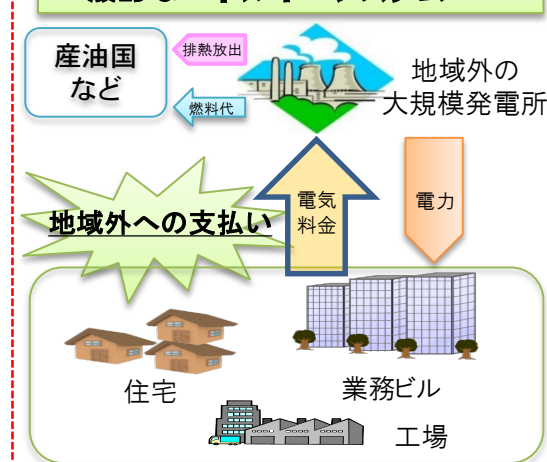 産油国
など
排熱放出
燃料代
地域外の
大規模発電所
地域外への支払い
電気
料金
電力
住宅
業務ビル
工場